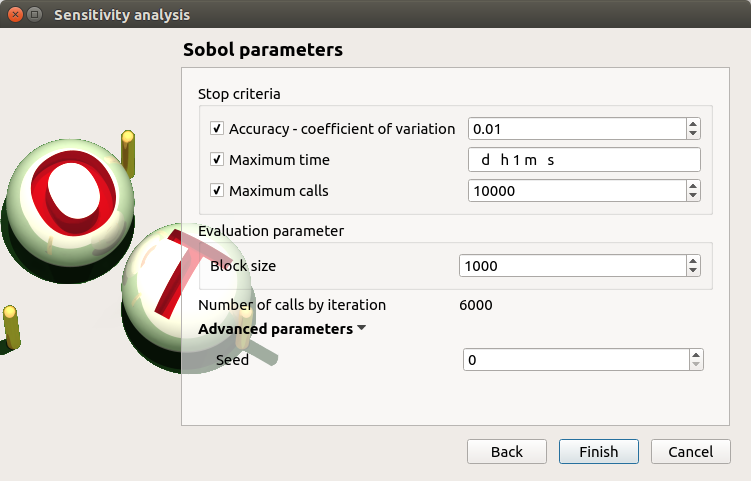 Sensitivity analysis
Sobol parameters
Stop criteria
Accuracy - coefficient of variation 0.01
Maximum time d h 1 m s
Maximum calls 10000
Evaluation parameter
Block size 1000
Number of calls by iteration 6000
Advanced parameters
Seed 0
Back Finish Cancel
O
T